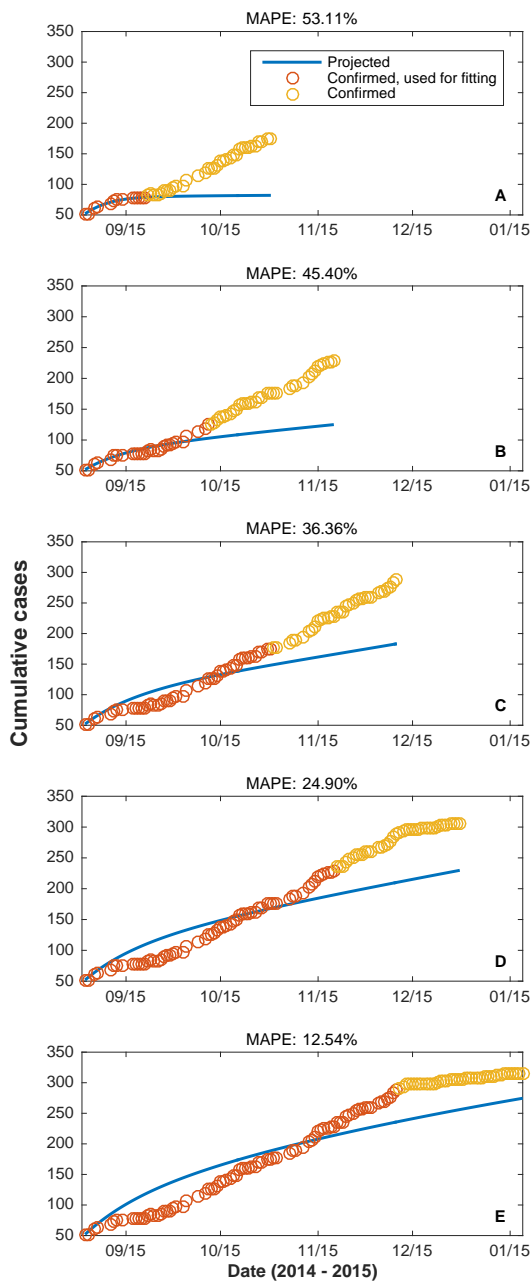 MAPE: 53.11%
350
300
250
200
150
100
50
Projected
Confirmed, used for fitting
Confirmed
A
09/15 10/15 11/15 12/15 01/15
MAPE: 45.40%
350
300
250
200
150
100
50
B
09/15 10/15 11/15 12/15 01/15
MAPE: 36.36%
350
300
250
200
150
100
50
C
09/15 10/15 11/15 12/15 01/15
Cumulative cases
MAPE: 24.90%
350
300
250
200
150
100
50
D
09/15 10/15 11/15 12/15 01/15
MAPE: 12.54%
350
300
250
200
150
100
50
E
09/15 10/15 11/15 12/15 01/15
Date (2014 - 2015)